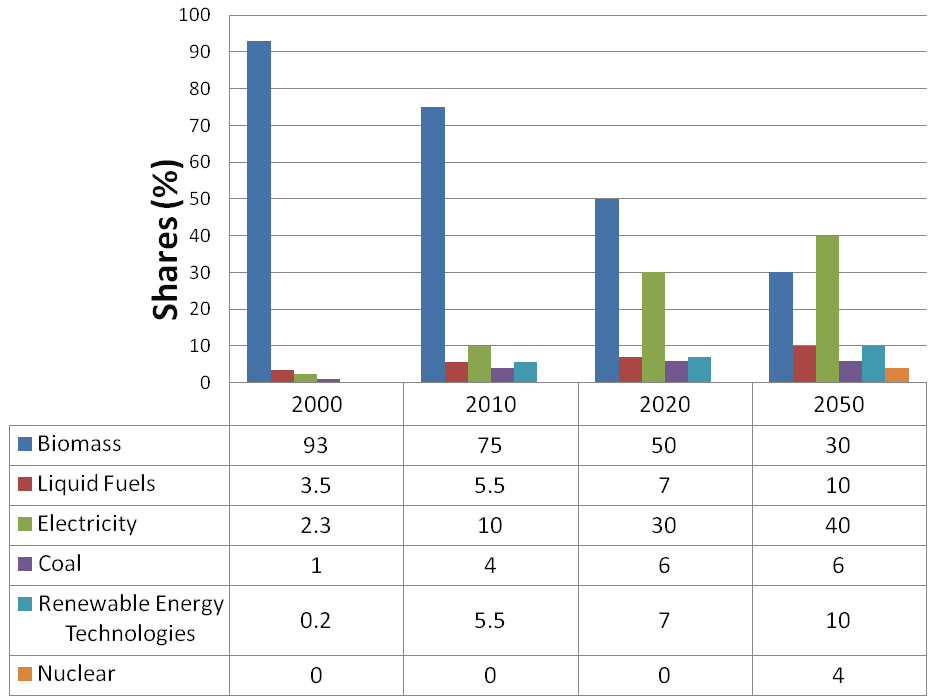 100
90
80
70
60
50
40
30
20
10
0
Shares (%)
2000 2010 2020 2050
Biomass 93 75 50 30
Liquid Fuels 3.5 5.5 7 10
Electricity 2.3 10 30 40
Coal 1 4 6 6
Renewable Energy
Technologies 0.2 5.5 7 10
Nuclear 0 0 0 4